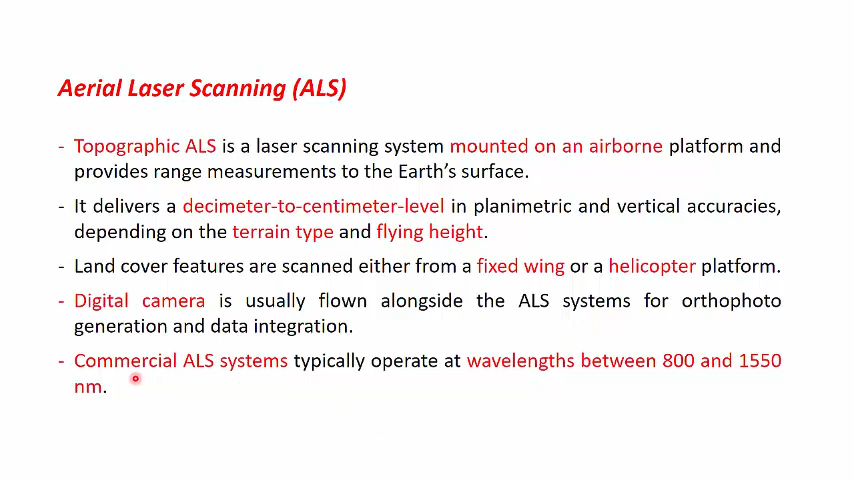 Aerial Laser Scanning (ALS)
- Topographic ALS is a laser scanning system mounted on an airborne platform and
provides range measurements to the Earth's surface.
- It delivers a decimeter-to-centimeter-level in planimetric and vertical accuracies,
depending on the terrain type and flying height.
- Land cover features are scanned either from a fixed wing or a helicopter platform.
- Digital camera is usually flown alongside the ALS systems for orthophoto
generation and data integration.
- Commercial ALS systems typically operate at wavelengths between 800 and 1550
nm.